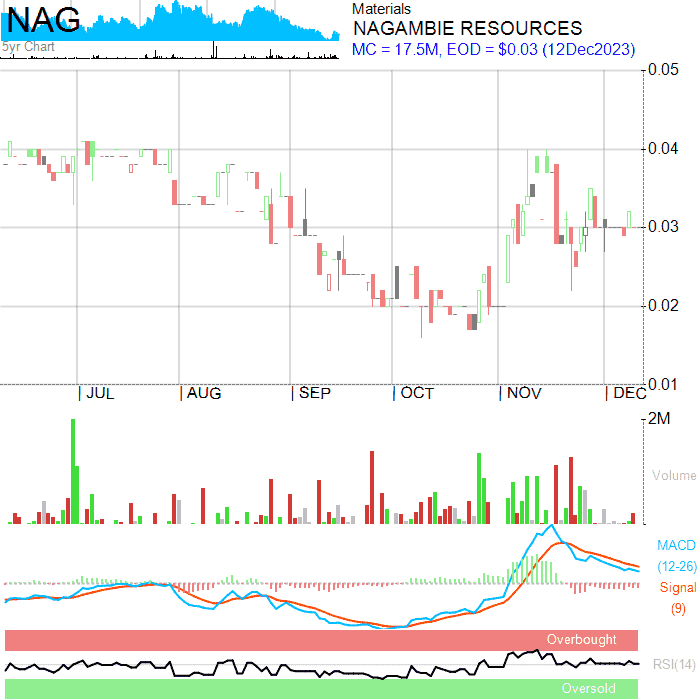 NAG
5yr Chart
Materials
NAGAMBIE RESOURCES
MC = 17.5M, EOD = $0.03 (12Dec2023)
0.05
0.04
0.03
0.02
0.01
JUL
AUG
SEP
OCT
NOV
DEC
2M
Volume
MACD
(12-26)
Signal
(9)
Overbought
RSI(14)
Oversold